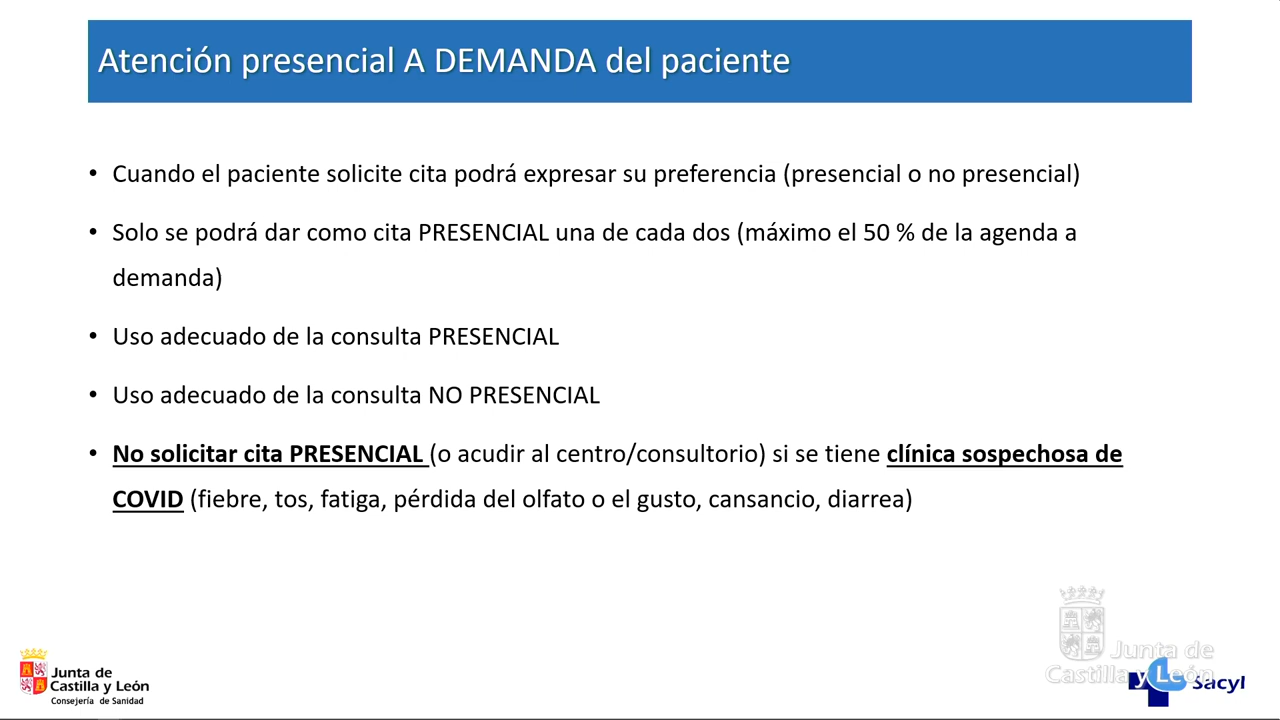 Atención presencial A DEMANDA del paciente
• Cuando el paciente solicite cita podrá expresar su preferencia (presencial o no presencial)
• Solo se podrá dar como cita PRESENCIAL una de cada dos (máximo el 50 % de la agenda a
demanda)
• Uso adecuado de la consulta PRESENCIAL
• Uso adecuado de la consulta NO PRESENCIAL
• No solicitar cita PRESENCIAL (o acudir al centro/consultorio) si se tiene clínica sospechosa de
COVID (fiebre, tos, fatiga, pérdida del olfato o el gusto, cansancio, diarrea)
Junta de
Castilla y León
Consejería de Sanidad
Junta de
Castilla y León
Sacyl